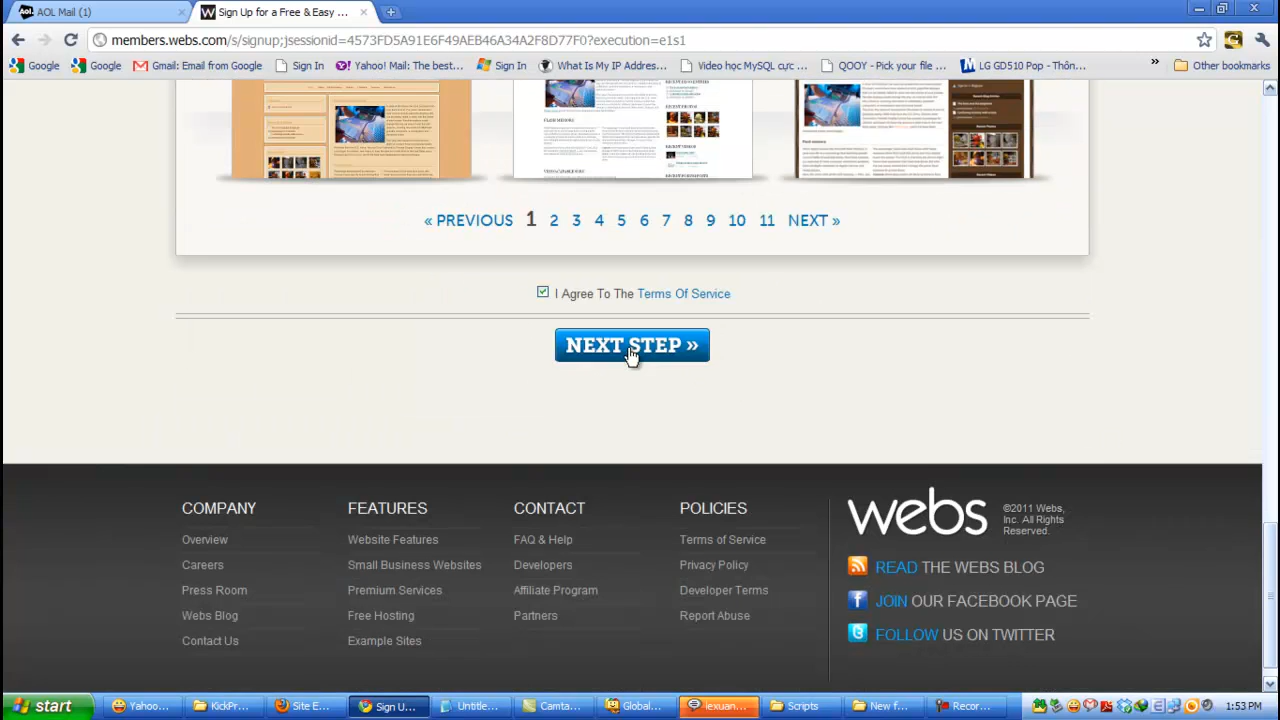 Aol. AOL Mail (1)
W Sign Up for a Free & Easy ...
members.webs.com/s/signup;jsessionid=4573FD5A91E6F49AEB46A34A2F8D77F0?execution=e1s1
Google Google Gmail: Email from Google Sign In Yahoo! Mail: The best... Sign In What Is My IP Addres... Video học MySQL cực ... QOOY - Pick your file ... LG GD510 Pop - Thôn... » Other bookmarks
« PREVIOUS 1 2 3 4 5 6 7 8 9 10 11 NEXT »
I Agree To The Terms Of Service
NEXT STEP »
COMPANY
Overview
Careers
Press Room
Webs Blog
Contact Us
FEATURES
Website Features
Small Business Websites
Premium Services
Free Hosting
Example Sites
CONTACT
FAQ & Help
Developers
Affiliate Program
Partners
POLICIES
Terms of Service
Privacy Policy
Developer Terms
Report Abuse
webs
©2011 Webs,
Inc. All Rights
Reserved.
READ THE WEBS BLOG
JOIN OUR FACEBOOK PAGE
FOLLOW US ON TWITTER
start Yahoo... KickPr... Site E... Sign U... Untitle... Camta... Global... lexuan... Scripts New f... Recor... 1:53 PM